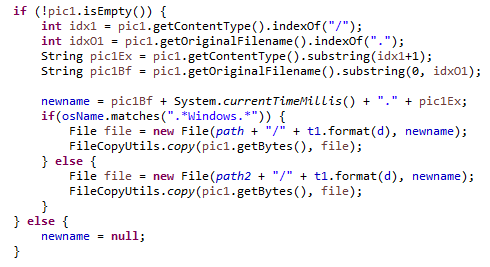 if (!pic1.isEmpty()) {
    int idx1 = pic1.getContentType().indexOf("/");
    int idxO1 = pic1.getOriginalFilename().indexOf(".");
    String pic1Ex = pic1.getContentType().substring(idx1+1);
    String pic1Bf = pic1.getOriginalFilename().substring(0, idxO1);

    newname = pic1Bf + System.currentTimeMillis() + "." + pic1Ex;
    if(osName.matches(".*Windows.*")) {
        File file = new File(path + "/" + t1.format(d), newname);
        FileCopyUtils.copy(pic1.getBytes(), file);
    } else {
        File file = new File(path2 + "/" + t1.format(d), newname);
        FileCopyUtils.copy(pic1.getBytes(), file);
    }
} else {
    newname = null;
}